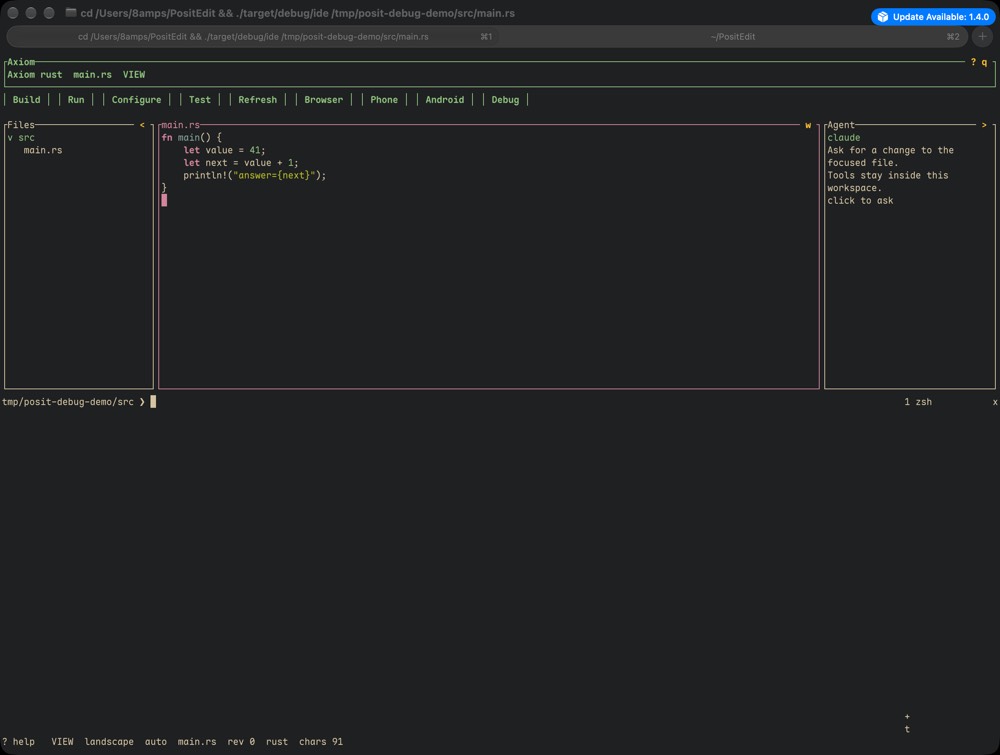 cd /Users/8amps/PositEdit && ./target/debug/ide /tmp/posit-debug-demo/src/main.rs
Update Available: 1.4.0
cd /Users/8amps/PositEdit && ./target/debug/ide /tmp/posit-debug-demo/src/main.rs ⌘1 ~/PositEdit ⌘2 +
Axiom ? q
Axiom rust main.rs VIEW
| Build | | Run | | Configure | | Test | | Refresh | | Browser | | Phone | | Android | | Debug |
Files <
v src
main.rs
main.rs w
fn main() {
    let value = 41;
    let next = value + 1;
    println!("answer={next}");
}
Agent >
claude
Ask for a change to the
focused file.
Tools stay inside this
workspace.
click to ask
tmp/posit-debug-demo/src ❯ 1 zsh x
+
t
? help VIEW landscape auto main.rs rev 0 rust chars 91